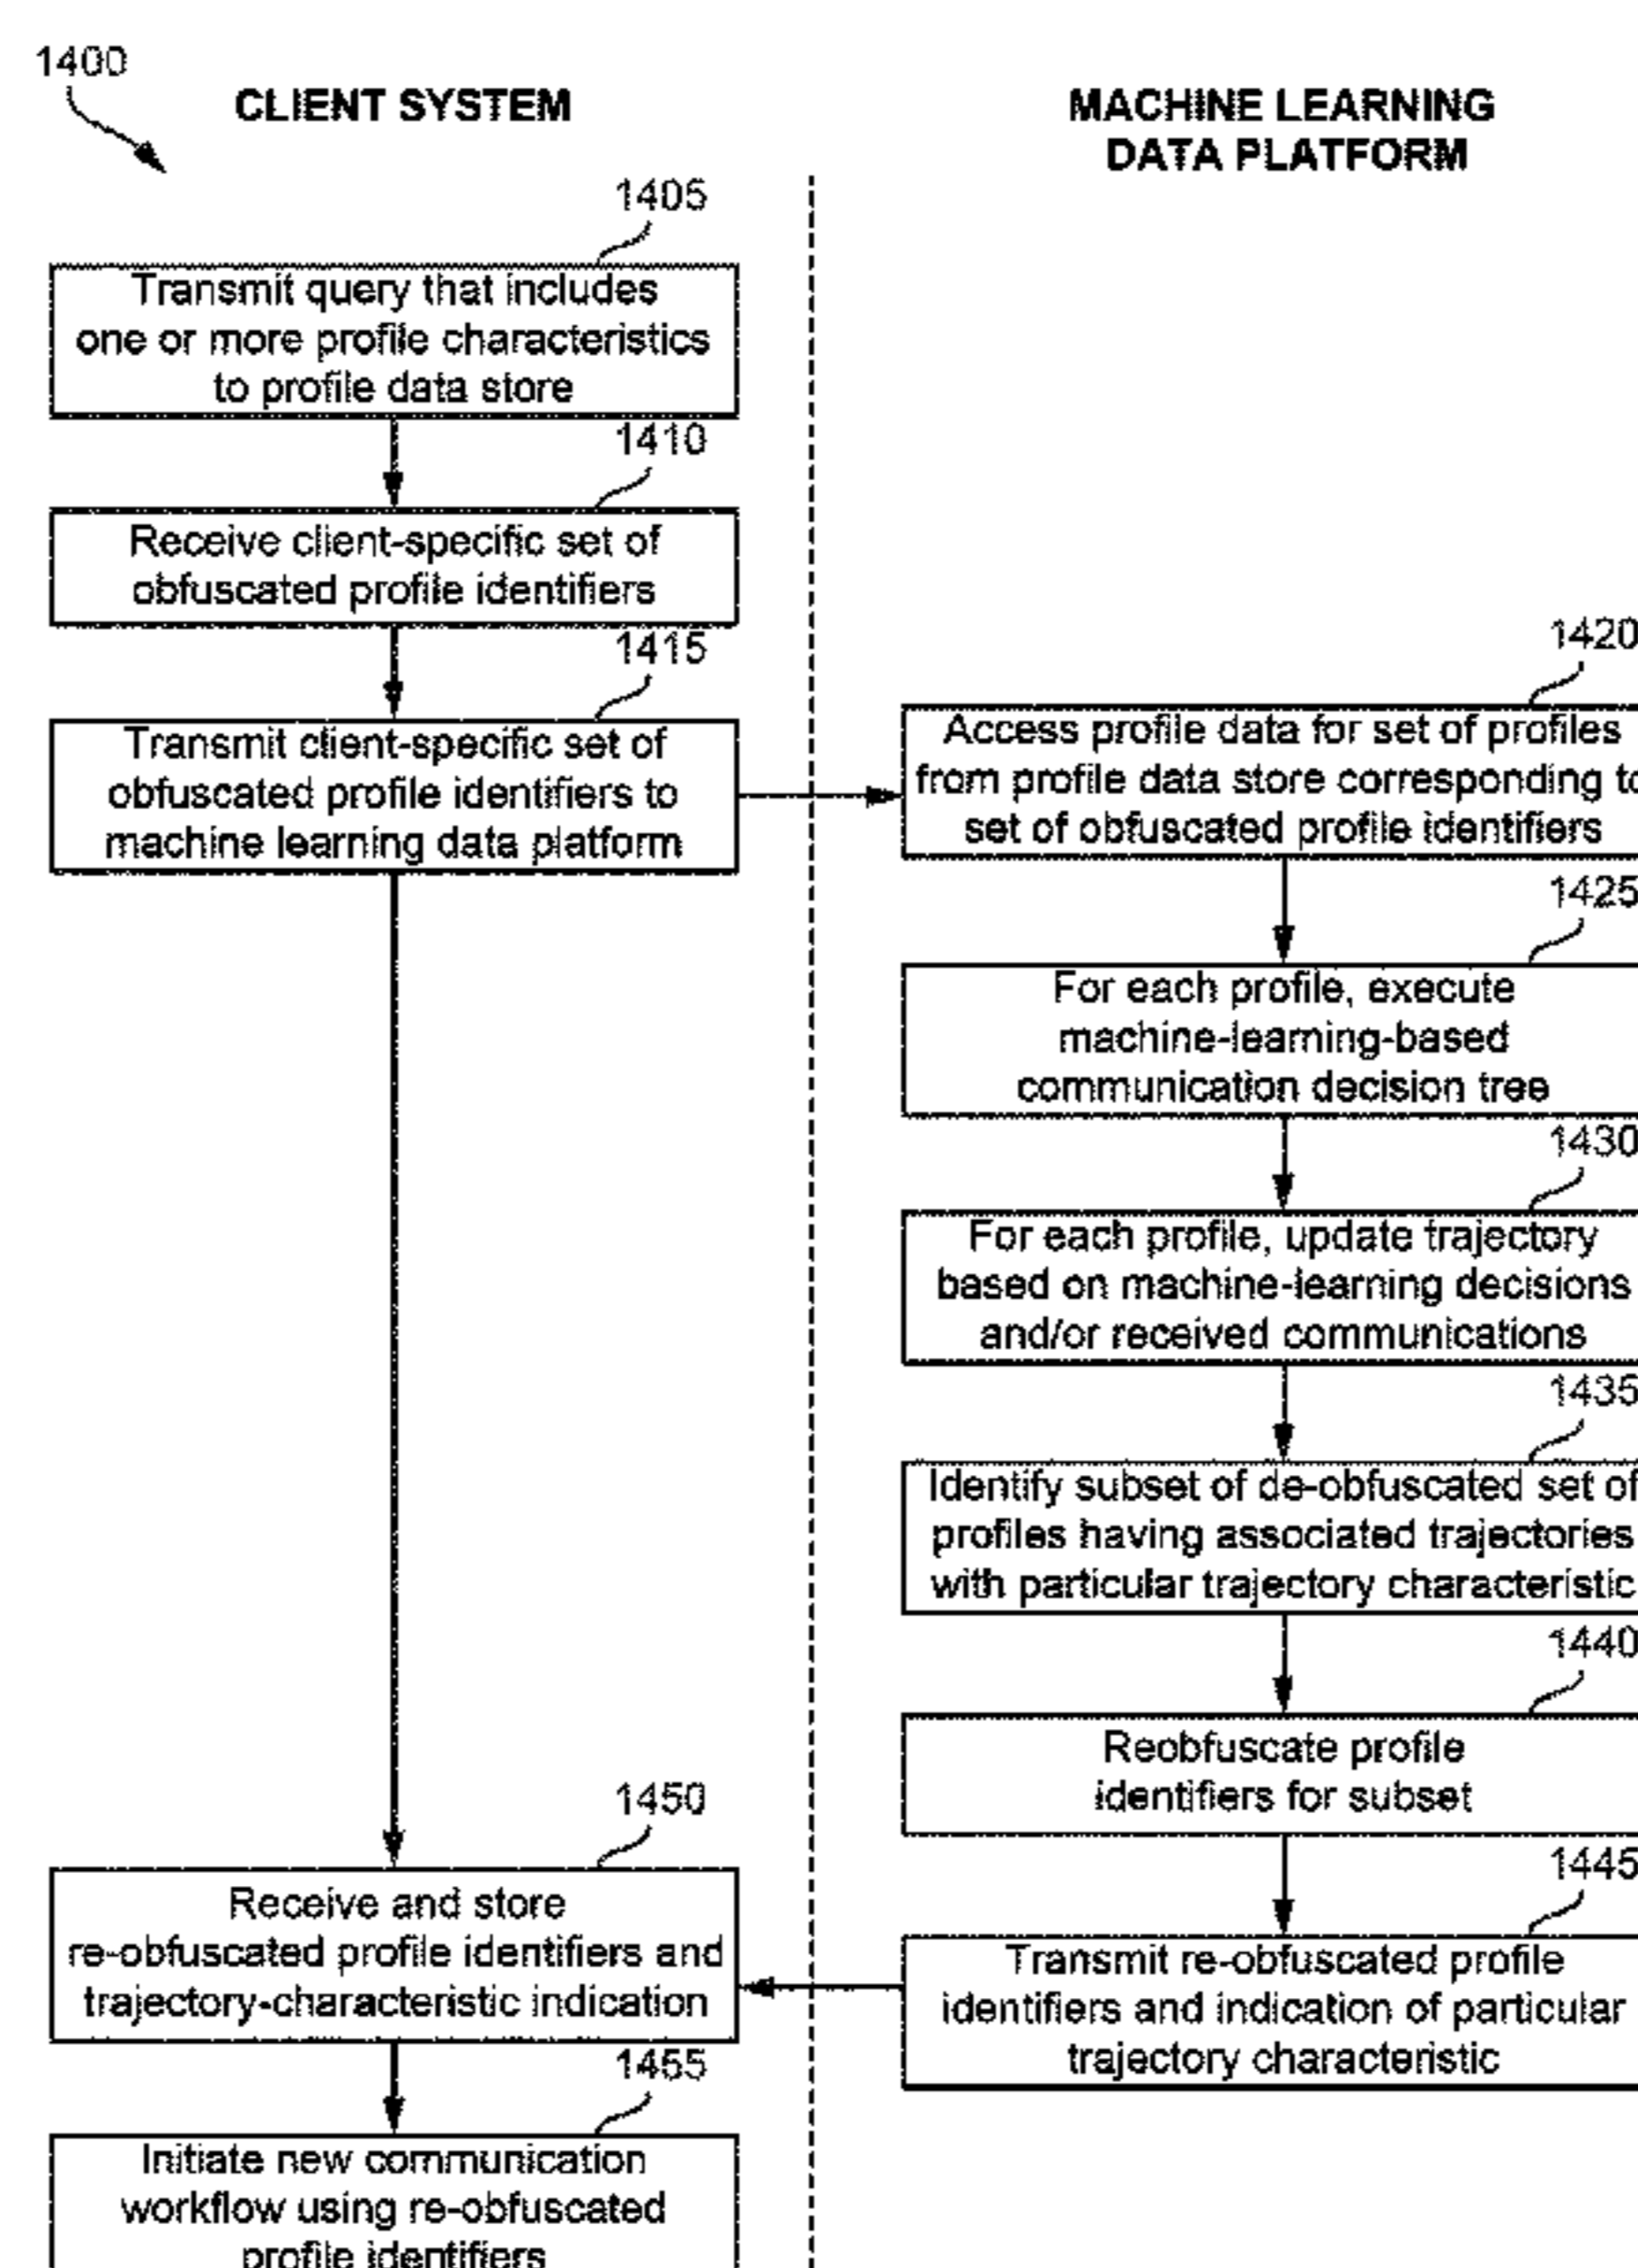 1400
CLIENT SYSTEM
MACHINE LEARNING
DATA PLATFORM
1405
Transmit query that includes
one or more profile characteristics
to profile data store
1410
Receive client-specific set of
obfuscated profile identifiers
1415
Transmit client-specific set of
obfuscated profile identifiers to
machine learning data platform
1420
Access profile data for set of profiles
from profile data store corresponding to
set of obfuscated profile identifiers
1425
For each profile, execute
machine-learning-based
communication decision tree
1430
For each profile, update trajectory
based on machine-learning decisions
and/or received communications
1435
Identify subset of de-obfuscated set of
profiles having associated trajectories
with particular trajectory characteristic
1440
Reobfuscate profile
identifiers for subset
1445
Transmit re-obfuscated profile
identifiers and indication of particular
trajectory characteristic
1450
Receive and store
re-obfuscated profile identifiers and
trajectory-characteristic indication
1455
Initiate new communication
workflow using re-obfuscated
profile identifiers